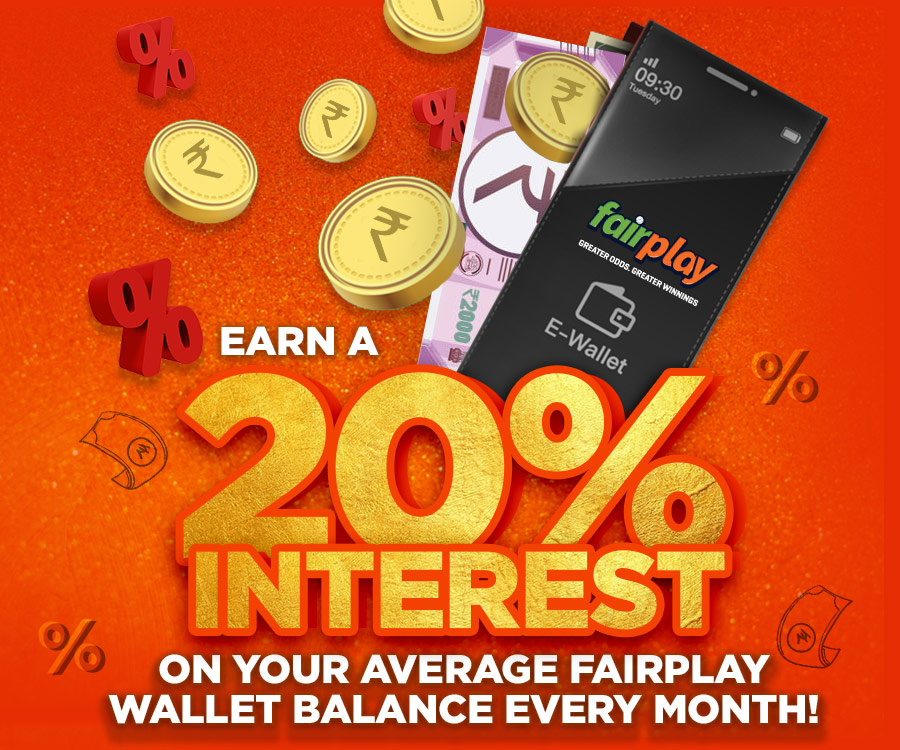 09:30
Tuesday
fairplay
GREATER ODDS. GREATER WINNINGS
E-Wallet
₹2000
EARN A
20%
INTEREST
ON YOUR AVERAGE FAIRPLAY
WALLET BALANCE EVERY MONTH!